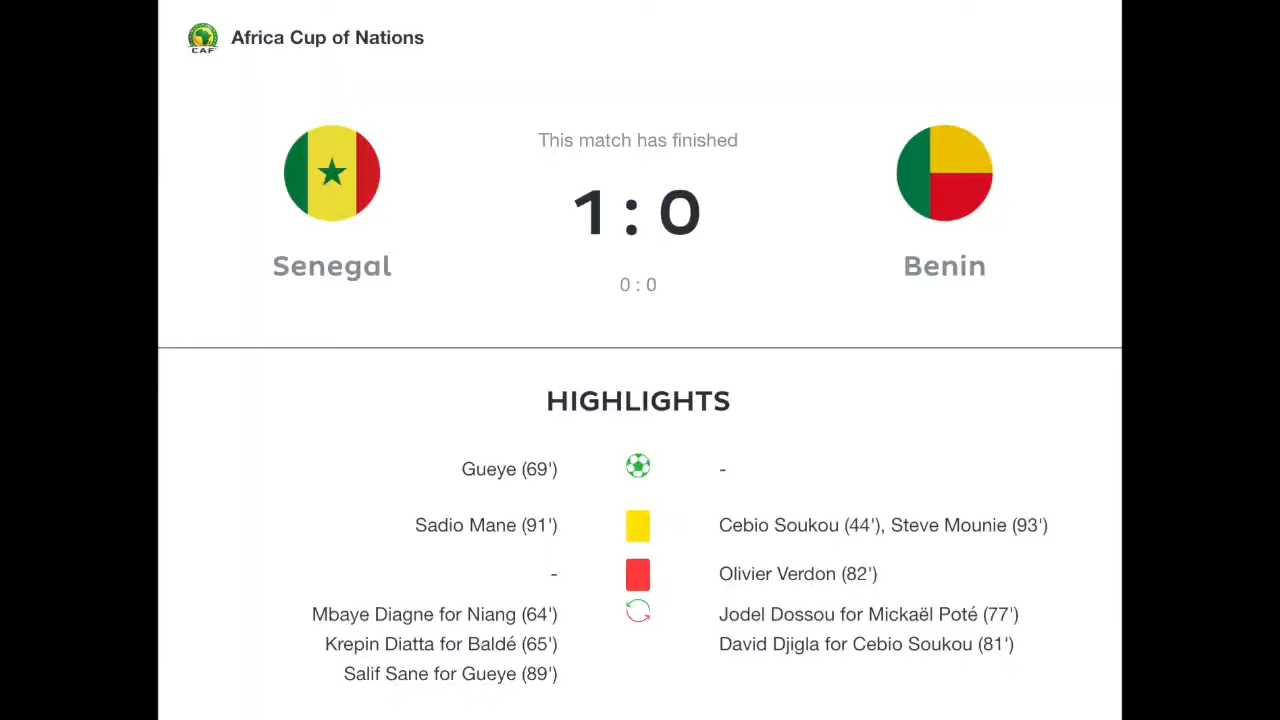 CAF
Africa Cup of Nations
This match has finished
1 : 0
Senegal
Benin
0 : 0
HIGHLIGHTS
Gueye (69')
-
Sadio Mane (91')
Cebio Soukou (44'), Steve Mounie (93')
-
Olivier Verdon (82')
Mbaye Diagne for Niang (64')
Jodel Dossou for Mickaël Poté (77')
Krepin Diatta for Baldé (65')
David Djigla for Cebio Soukou (81')
Salif Sane for Gueye (89')